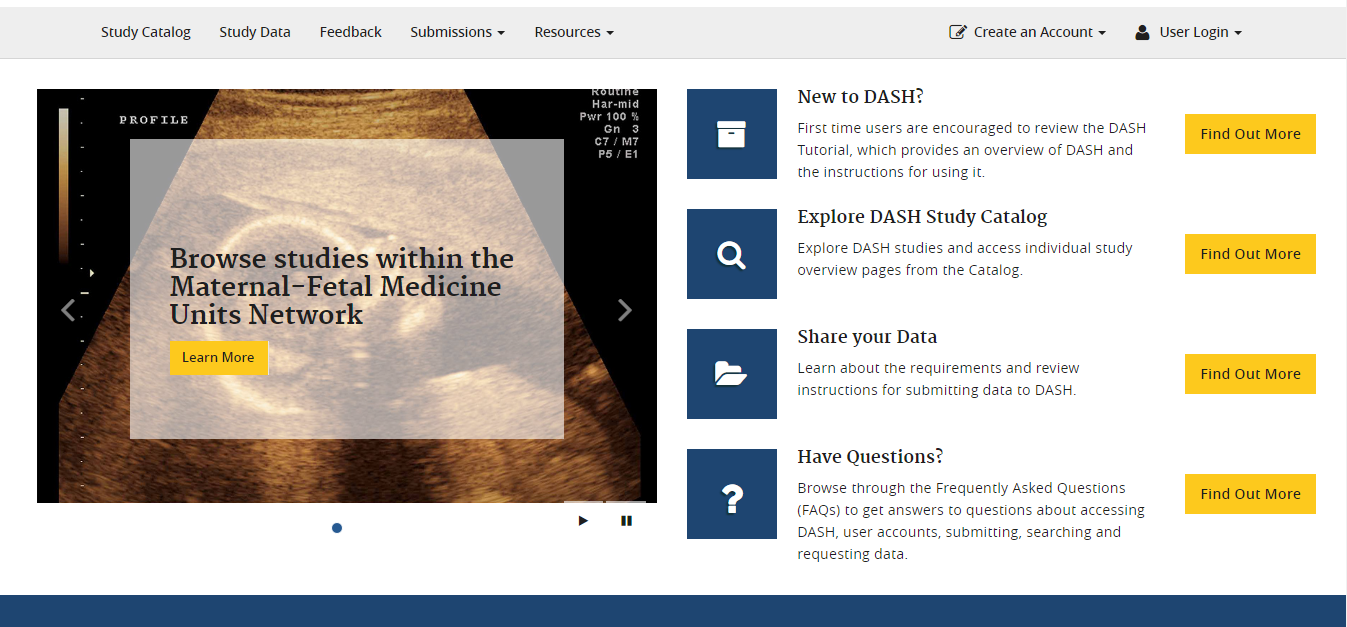 Study Catalog Study Data Feedback Submissions Resources Create an Account User Login
PROFILE
Routine
Har-mid
Pwr 100 %
Gn 3
C7 / M7
P5 / E1
Browse studies within the
Maternal-Fetal Medicine
Units Network
Learn More
New to DASH?
First time users are encouraged to review the DASH
Tutorial, which provides an overview of DASH and
the instructions for using it.
Find Out More
Explore DASH Study Catalog
Explore DASH studies and access individual study
overview pages from the Catalog.
Find Out More
Share your Data
Learn about the requirements and review
instructions for submitting data to DASH.
Find Out More
Have Questions?
Browse through the Frequently Asked Questions
(FAQs) to get answers to questions about accessing
DASH, user accounts, submitting, searching and
requesting data.
Find Out More